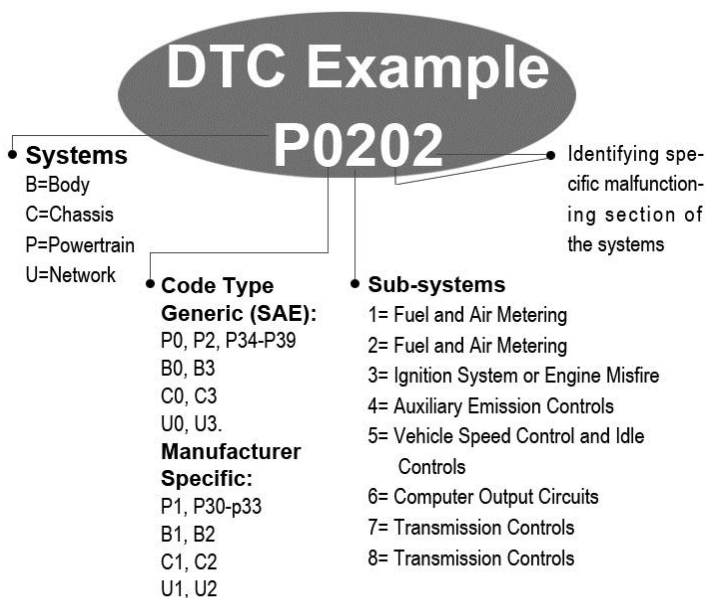 DTC Example
P0202
Systems
B=Body
C=Chassis
P=Powertrain
U=Network
Identifying spe-
cific malfunction-
ing section of
the systems
Code Type
Generic (SAE):
P0, P2, P34-P39
B0, B3
C0, C3
U0, U3.
Manufacturer
Specific:
P1, P30-p33
B1, B2
C1, C2
U1, U2
Sub-systems
1= Fuel and Air Metering
2= Fuel and Air Metering
3= Ignition System or Engine Misfire
4= Auxiliary Emission Controls
5= Vehicle Speed Control and Idle
Controls
6= Computer Output Circuits
7= Transmission Controls
8= Transmission Controls